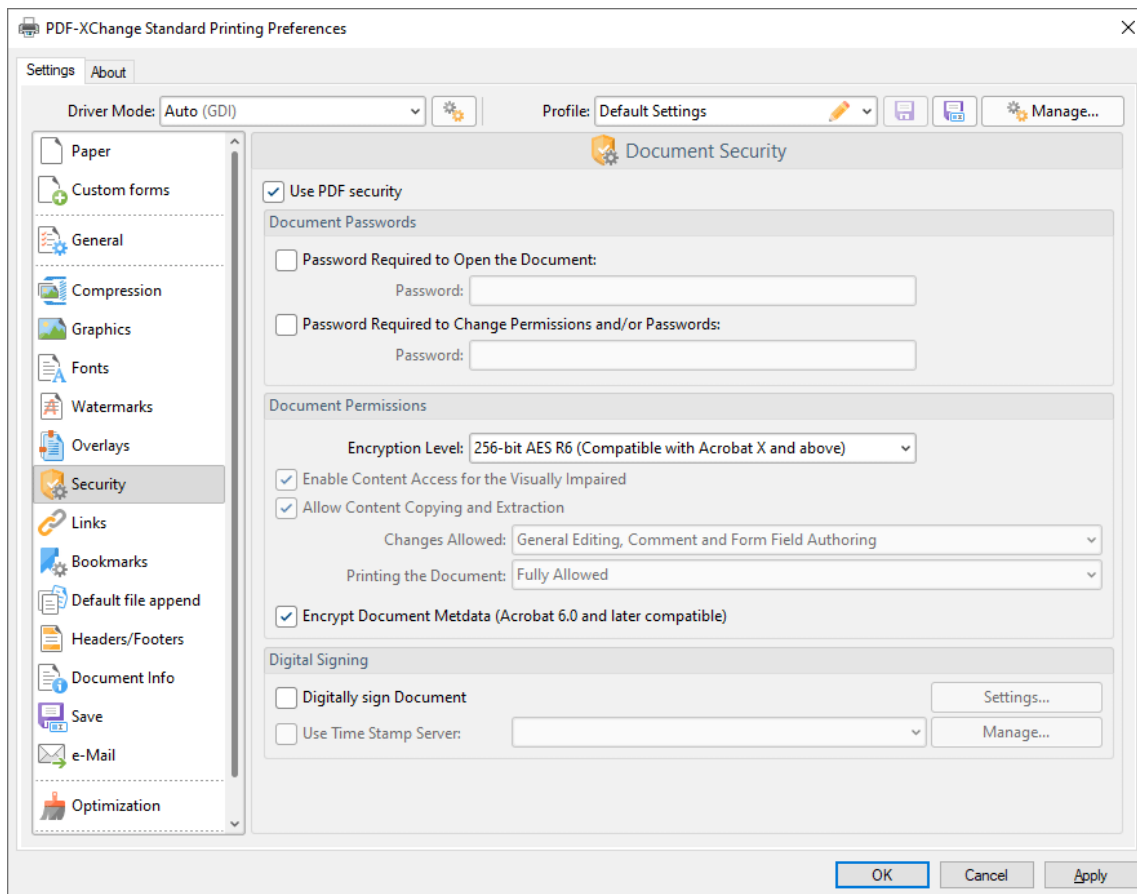 PDF-XChange Standard Printing Preferences
Settings About
Driver Mode: Auto (GDI) Profile: Default Settings Manage...
Paper
Custom forms
General
Compression
Graphics
Fonts
Watermarks
Overlays
Security
Links
Bookmarks
Default file append
Headers/Footers
Document Info
Save
e-Mail
Optimization
Document Security
Use PDF security
Document Passwords
Password Required to Open the Document:
Password:
Password Required to Change Permissions and/or Passwords:
Password:
Document Permissions
Encryption Level: 256-bit AES R6 (Compatible with Acrobat X and above)
Enable Content Access for the Visually Impaired
Allow Content Copying and Extraction
Changes Allowed: General Editing, Comment and Form Field Authoring
Printing the Document: Fully Allowed
Encrypt Document Metdata (Acrobat 6.0 and later compatible)
Digital Signing
Digitally sign Document Settings...
Use Time Stamp Server: Manage...
OK Cancel Apply